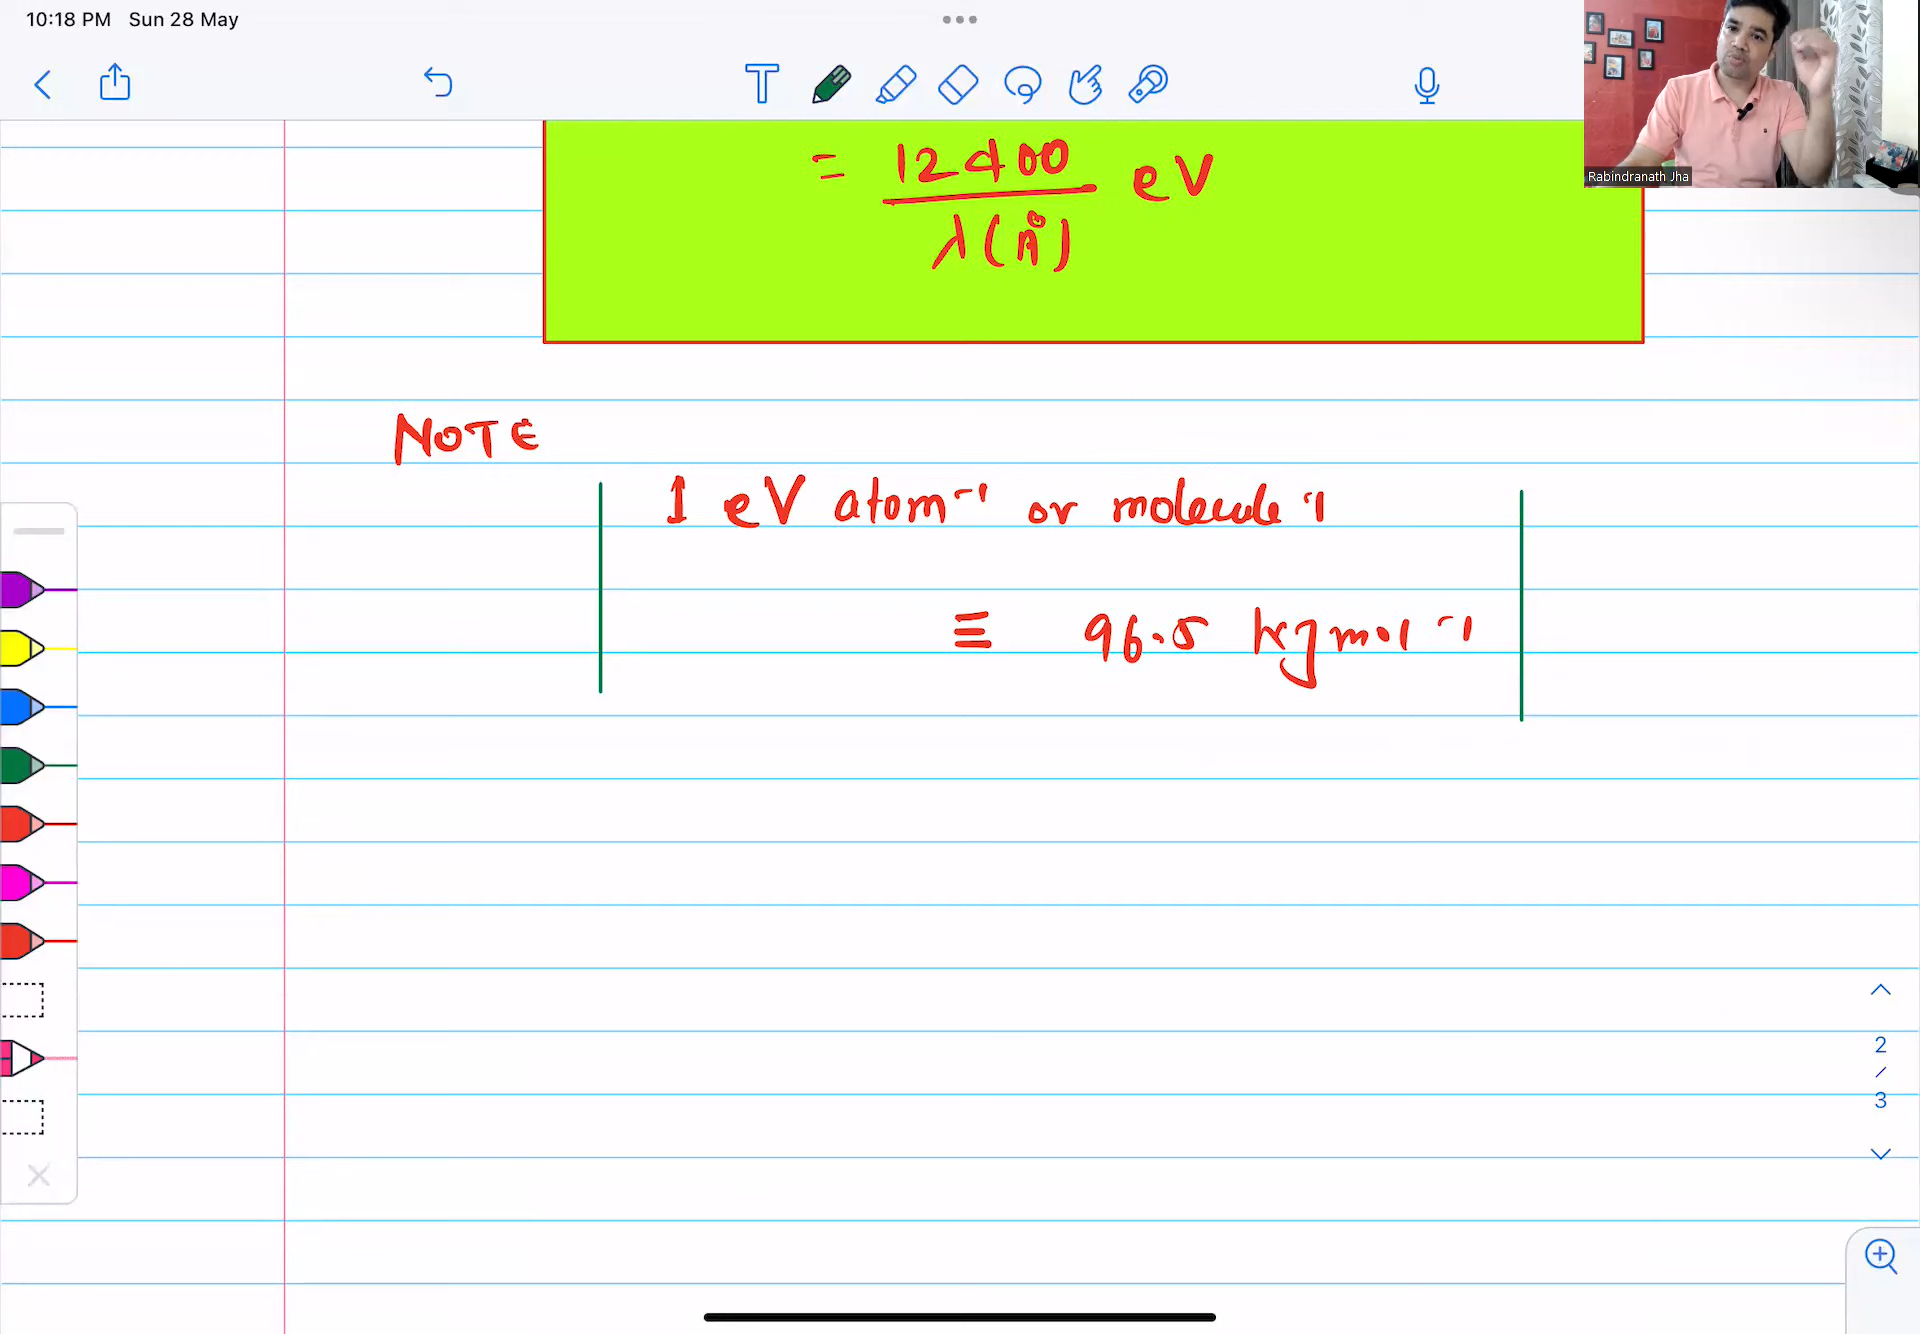 10:18 PM Sun 28 May
Rabindranath Jha
= 12400 / λ(Å) eV
NOTE
1 eV atom⁻¹ or molecule⁻¹
≡ 96.5 kJ mol⁻¹
2
/
3